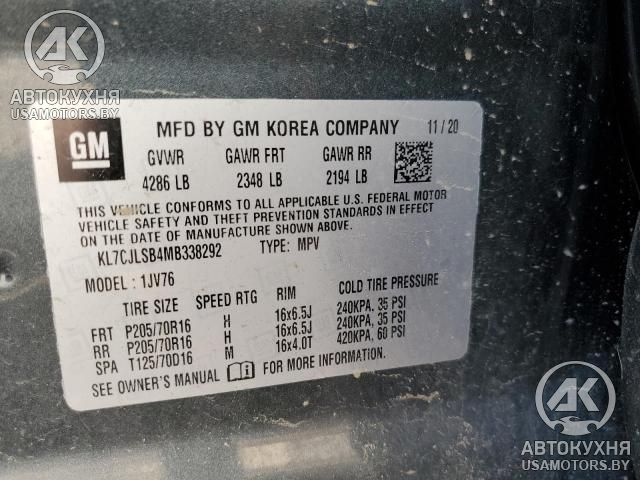 AK
АВТОКУХНЯ
USAMOTORS.BY
GM
MFD BY GM KOREA COMPANY 11 / 20
GVWR GAWR FRT GAWR RR
4286 LB 2348 LB 2194 LB
THIS VEHICLE CONFORMS TO ALL APPLICABLE U.S. FEDERAL MOTOR
VEHICLE SAFETY AND THEFT PREVENTION STANDARDS IN EFFECT
ON THE DATE OF MANUFACTURE SHOWN ABOVE.
KL7CJLSB4MB338292 TYPE: MPV
MODEL : 1JV76
TIRE SIZE SPEED RTG RIM COLD TIRE PRESSURE
FRT P205/70R16 H 16x6.5J 240KPA, 35 PSI
RR P205/70R16 H 16x6.5J 240KPA, 35 PSI
SPA T125/70D16 M 16x4.0T 420KPA, 60 PSI
SEE OWNER'S MANUAL FOR MORE INFORMATION.
AK
АВТОКУХНЯ
USAMOTORS.BY